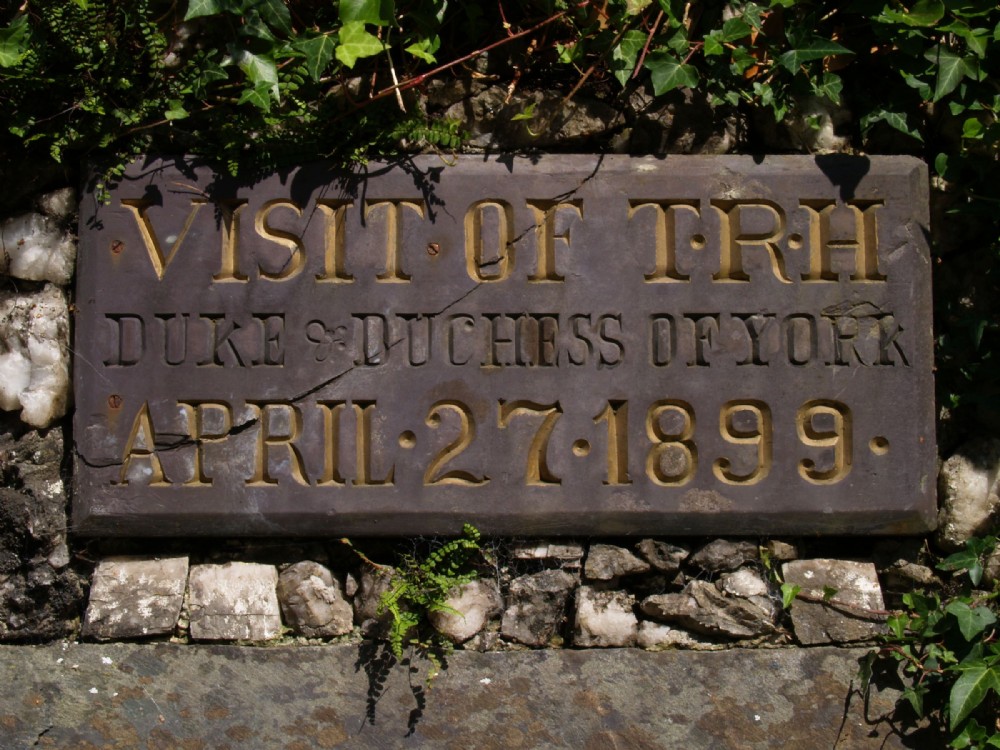 VISIT OF T·R·H
DUKE & DUCHESS OF YORK
APRIL·27·1899·